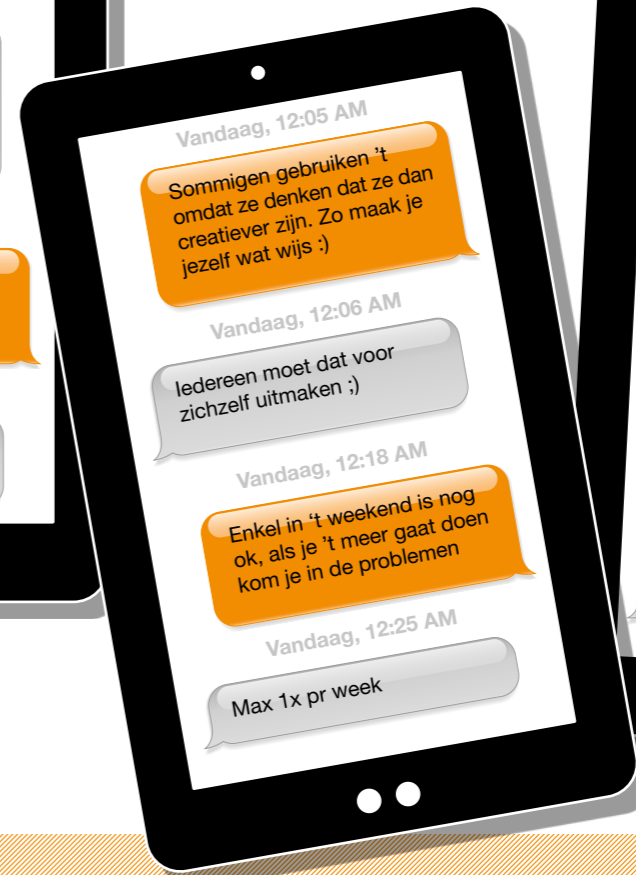 Vandaag, 12:05 AM
Sommigen gebruiken ’t
omdat ze denken dat ze dan
creatiever zijn. Zo maak je
jezelf wat wijs :)
Vandaag, 12:06 AM
Iedereen moet dat voor
zichzelf uitmaken ;)
Vandaag, 12:18 AM
Enkel in ‘t weekend is nog
ok, als je ’t meer gaat doen
kom je in de problemen
Vandaag, 12:25 AM
Max 1x pr week